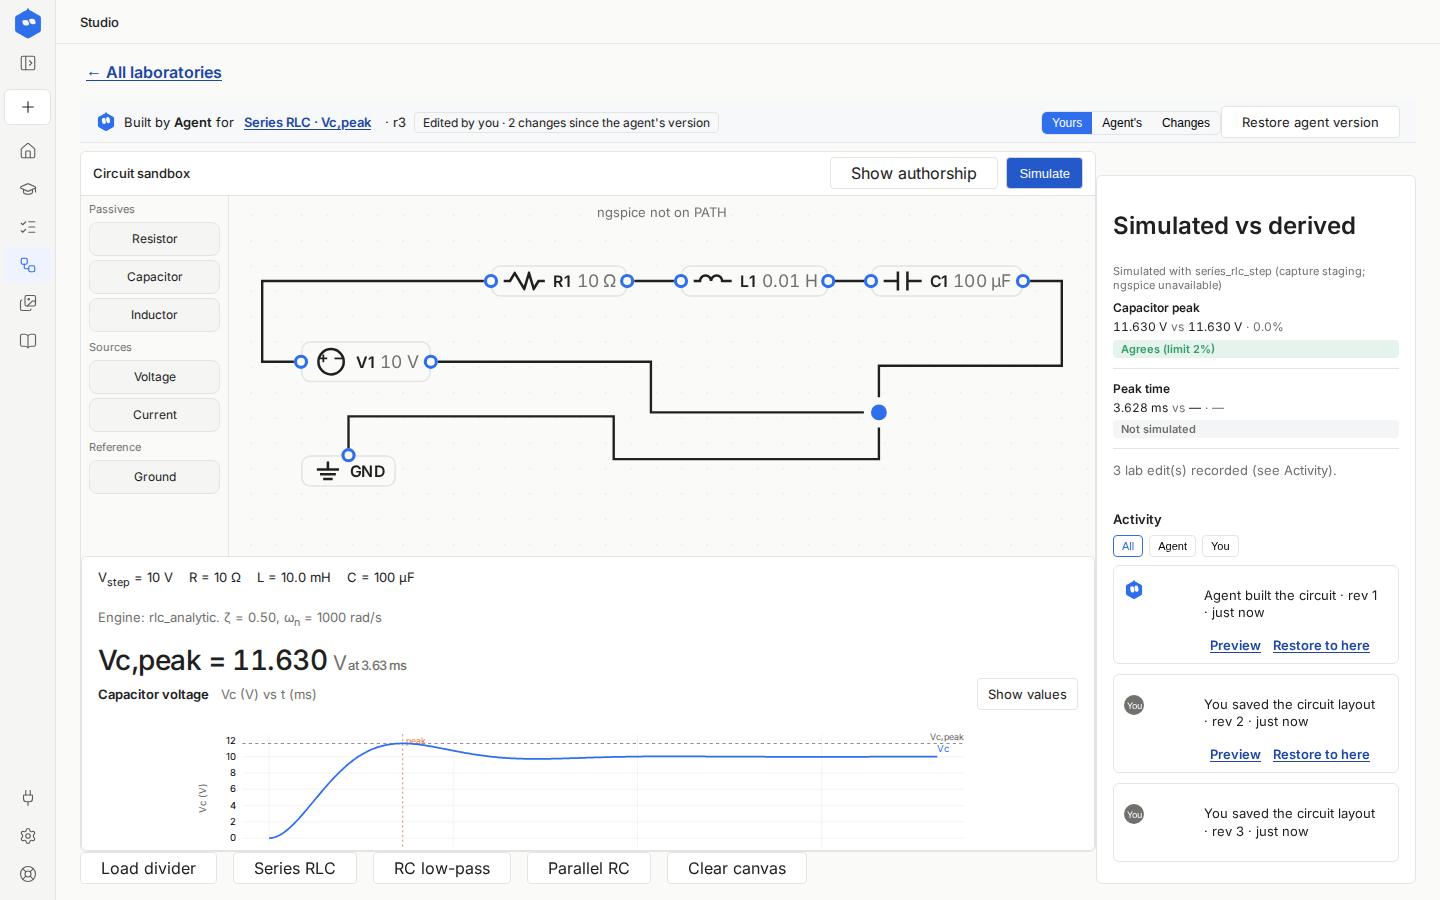 Studio
← All laboratories
Built by Agent for Series RLC · Vc,peak · r3 Edited by you · 2 changes since the agent's version
Yours Agent's Changes Restore agent version
Circuit sandbox
Show authorship Simulate
Passives
Resistor
Capacitor
Inductor
Sources
Voltage
Current
Reference
Ground
ngspice not on PATH
R1 10 Ω
L1 0.01 H
C1 100 µF
V1 10 V
GND
Vstep = 10 V R = 10 Ω L = 10.0 mH C = 100 µF
Engine: rlc_analytic. ζ = 0.50, ωn = 1000 rad/s
Vc,peak = 11.630 V at 3.63 ms
Capacitor voltage Vc (V) vs t (ms)
Show values
Vc (V)
12
10
8
6
4
2
0
peak
Vc,peak
Vc
Load divider
Series RLC
RC low-pass
Parallel RC
Clear canvas
Simulated vs derived
Simulated with series_rlc_step (capture staging;
ngspice unavailable)
Capacitor peak
11.630 V vs 11.630 V · 0.0%
Agrees (limit 2%)
Peak time
3.628 ms vs — · —
Not simulated
3 lab edit(s) recorded (see Activity).
Activity
All Agent You
Agent built the circuit · rev 1
· just now
Preview Restore to here
You
You saved the circuit layout
· rev 2 · just now
Preview Restore to here
You
You saved the circuit layout
· rev 3 · just now